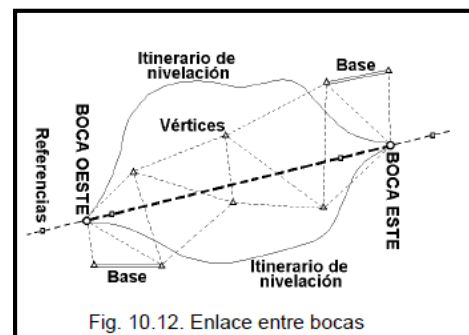 Itinerario de
nivelación
Base
BOCA OESTE
Vértices
Referencias
BOCA ESTE
Base
Itinerario de
nivelación
Fig. 10.12. Enlace entre bocas